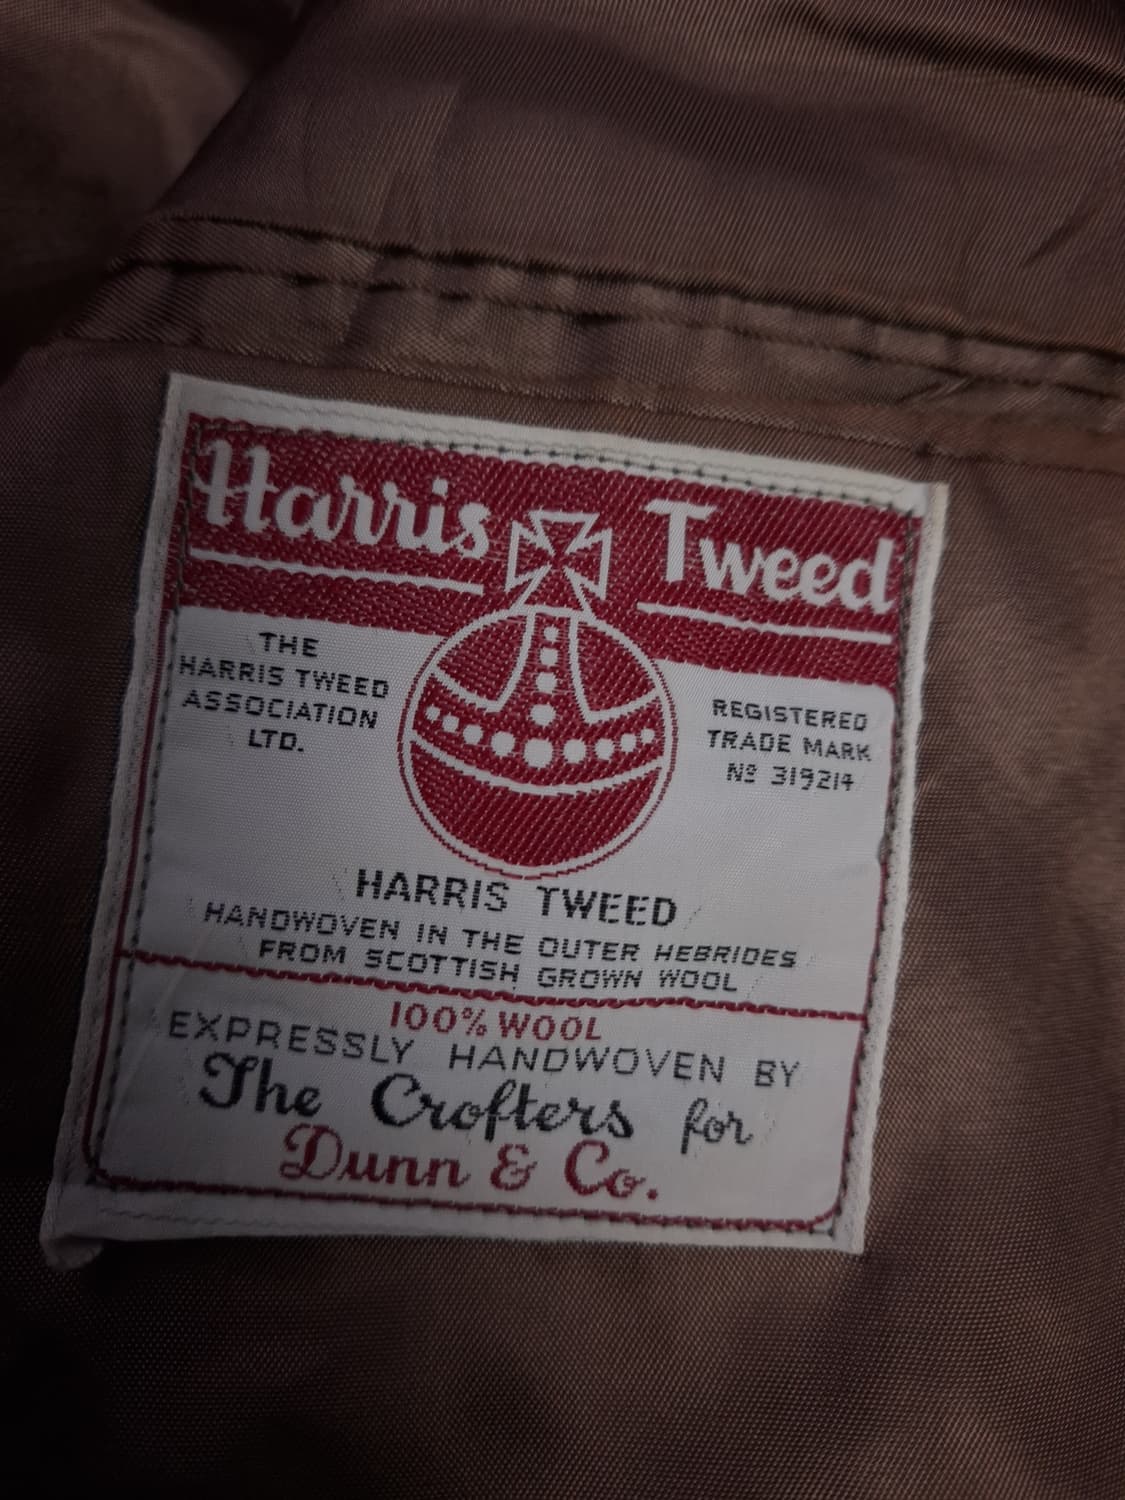 Harris Tweed
THE
HARRIS TWEED
ASSOCIATION
LTD.
REGISTERED
TRADE MARK
Nº 319214
HARRIS TWEED
HANDWOVEN IN THE OUTER HEBRIDES
FROM SCOTTISH GROWN WOOL
100% WOOL
EXPRESSLY HANDWOVEN BY
The Crofters for
Dunn & Co.